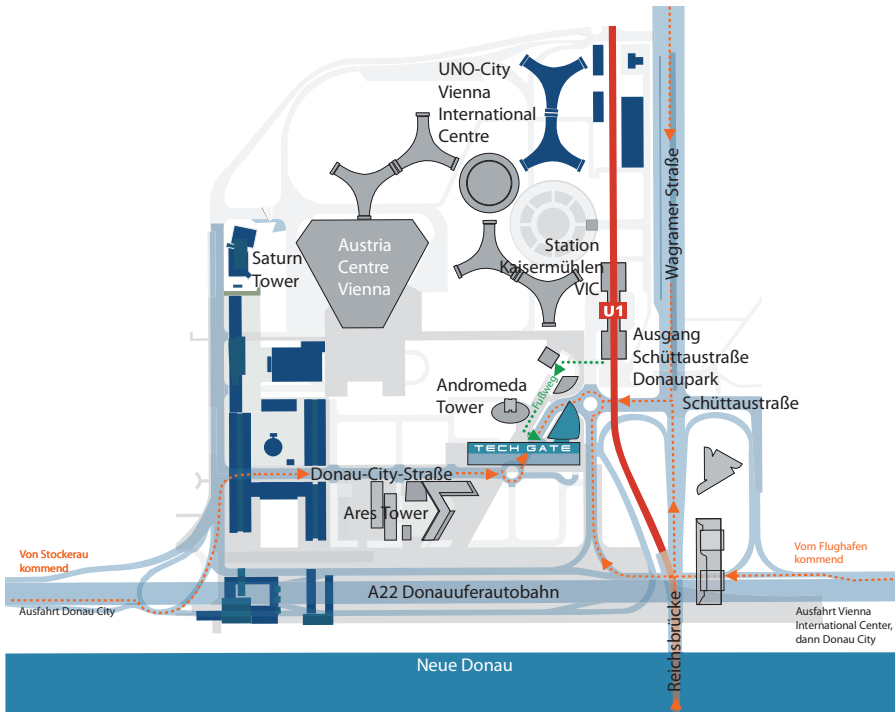 UNO-City
Vienna
International
Centre
Wagramer Straße
Saturn
Tower
Austria
Centre
Vienna
Station
Kaisermühlen
VIC
U1
Ausgang
Schüttaustraße
Donaupark
Andromeda
Tower
Fußweg
Schüttaustraße
TECH GATE
Donau-City-Straße
Ares Tower
Von Stockerau
kommend
Vom Flughafen
kommend
A22 Donauuferautobahn
Ausfahrt Donau City
Ausfahrt Vienna
International Center,
dann Donau City
Reichsbrücke
Neue Donau